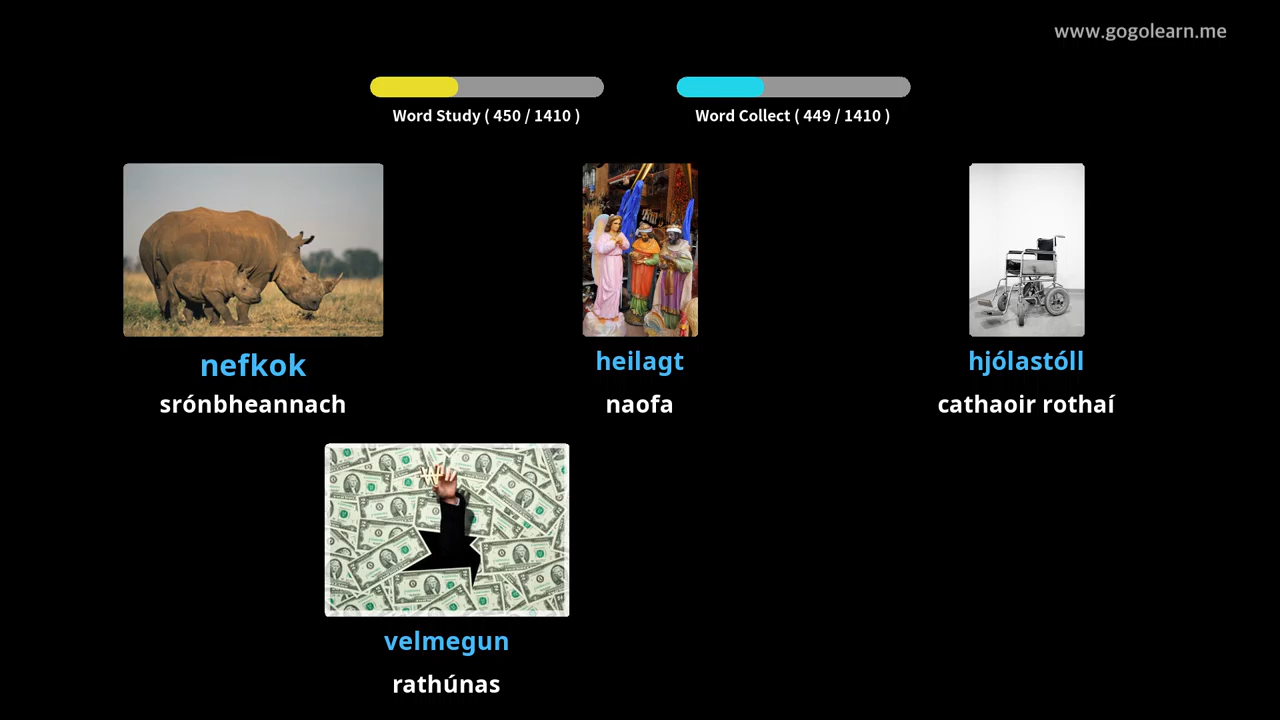 www.gogolearn.me
Word Study ( 450 / 1410 )
Word Collect ( 449 / 1410 )
nefkok
srónbheannach
heilagt
naofa
hjólastóll
cathaoir rothaí
velmegun
rathúnas